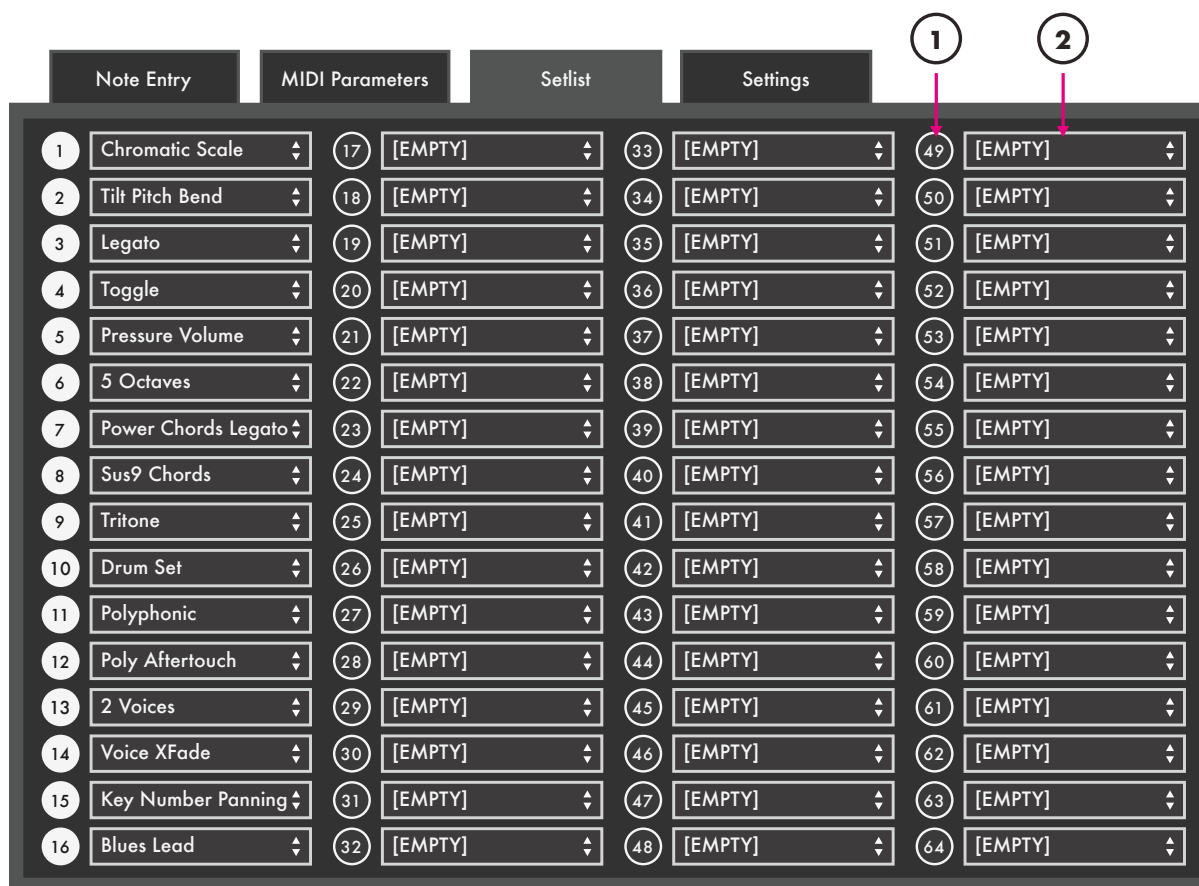 1 2
Note Entry MIDI Parameters Setlist Settings
1 Chromatic Scale 17 [EMPTY] 33 [EMPTY] 49 [EMPTY]
2 Tilt Pitch Bend 18 [EMPTY] 34 [EMPTY] 50 [EMPTY]
3 Legato 19 [EMPTY] 35 [EMPTY] 51 [EMPTY]
4 Toggle 20 [EMPTY] 36 [EMPTY] 52 [EMPTY]
5 Pressure Volume 21 [EMPTY] 37 [EMPTY] 53 [EMPTY]
6 5 Octaves 22 [EMPTY] 38 [EMPTY] 54 [EMPTY]
7 Power Chords Legato 23 [EMPTY] 39 [EMPTY] 55 [EMPTY]
8 Sus9 Chords 24 [EMPTY] 40 [EMPTY] 56 [EMPTY]
9 Tritone 25 [EMPTY] 41 [EMPTY] 57 [EMPTY]
10 Drum Set 26 [EMPTY] 42 [EMPTY] 58 [EMPTY]
11 Polyphonic 27 [EMPTY] 43 [EMPTY] 59 [EMPTY]
12 Poly Aftertouch 28 [EMPTY] 44 [EMPTY] 60 [EMPTY]
13 2 Voices 29 [EMPTY] 45 [EMPTY] 61 [EMPTY]
14 Voice XFade 30 [EMPTY] 46 [EMPTY] 62 [EMPTY]
15 Key Number Panning 31 [EMPTY] 47 [EMPTY] 63 [EMPTY]
16 Blues Lead 32 [EMPTY] 48 [EMPTY] 64 [EMPTY]